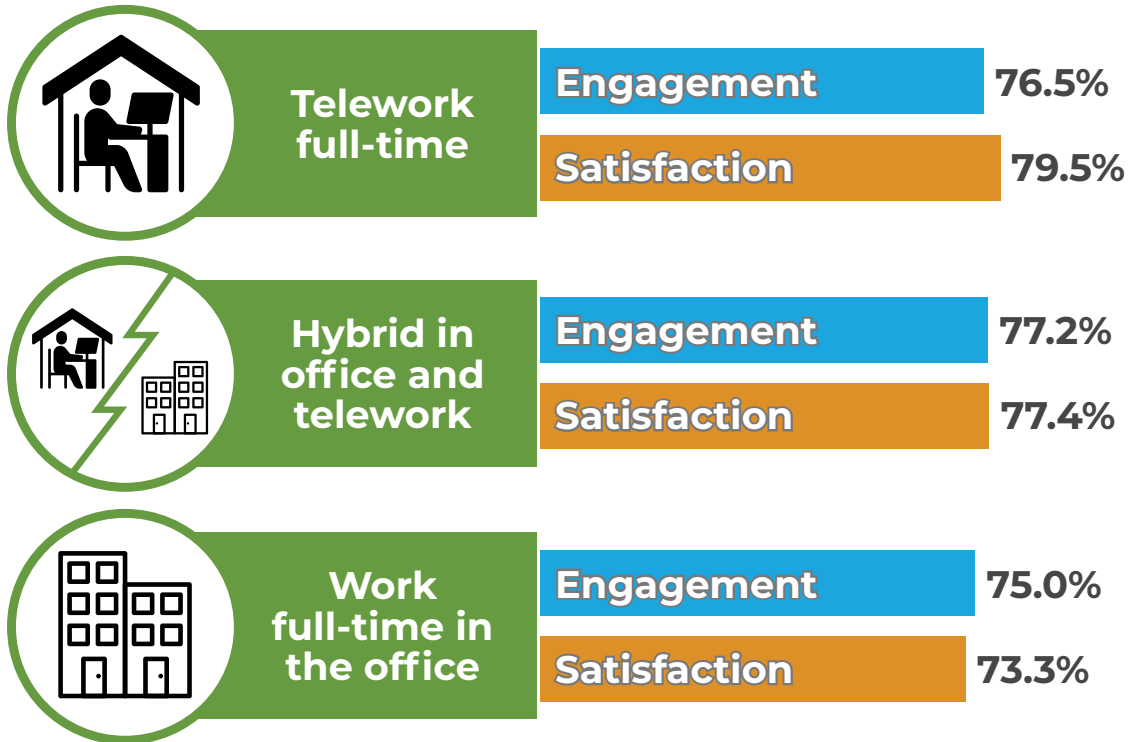 Telework
full-time
Engagement
76.5%
Satisfaction
79.5%
Hybrid in
office and
telework
Engagement
77.2%
Satisfaction
77.4%
Work
full-time in
the office
Engagement
75.0%
Satisfaction
73.3%